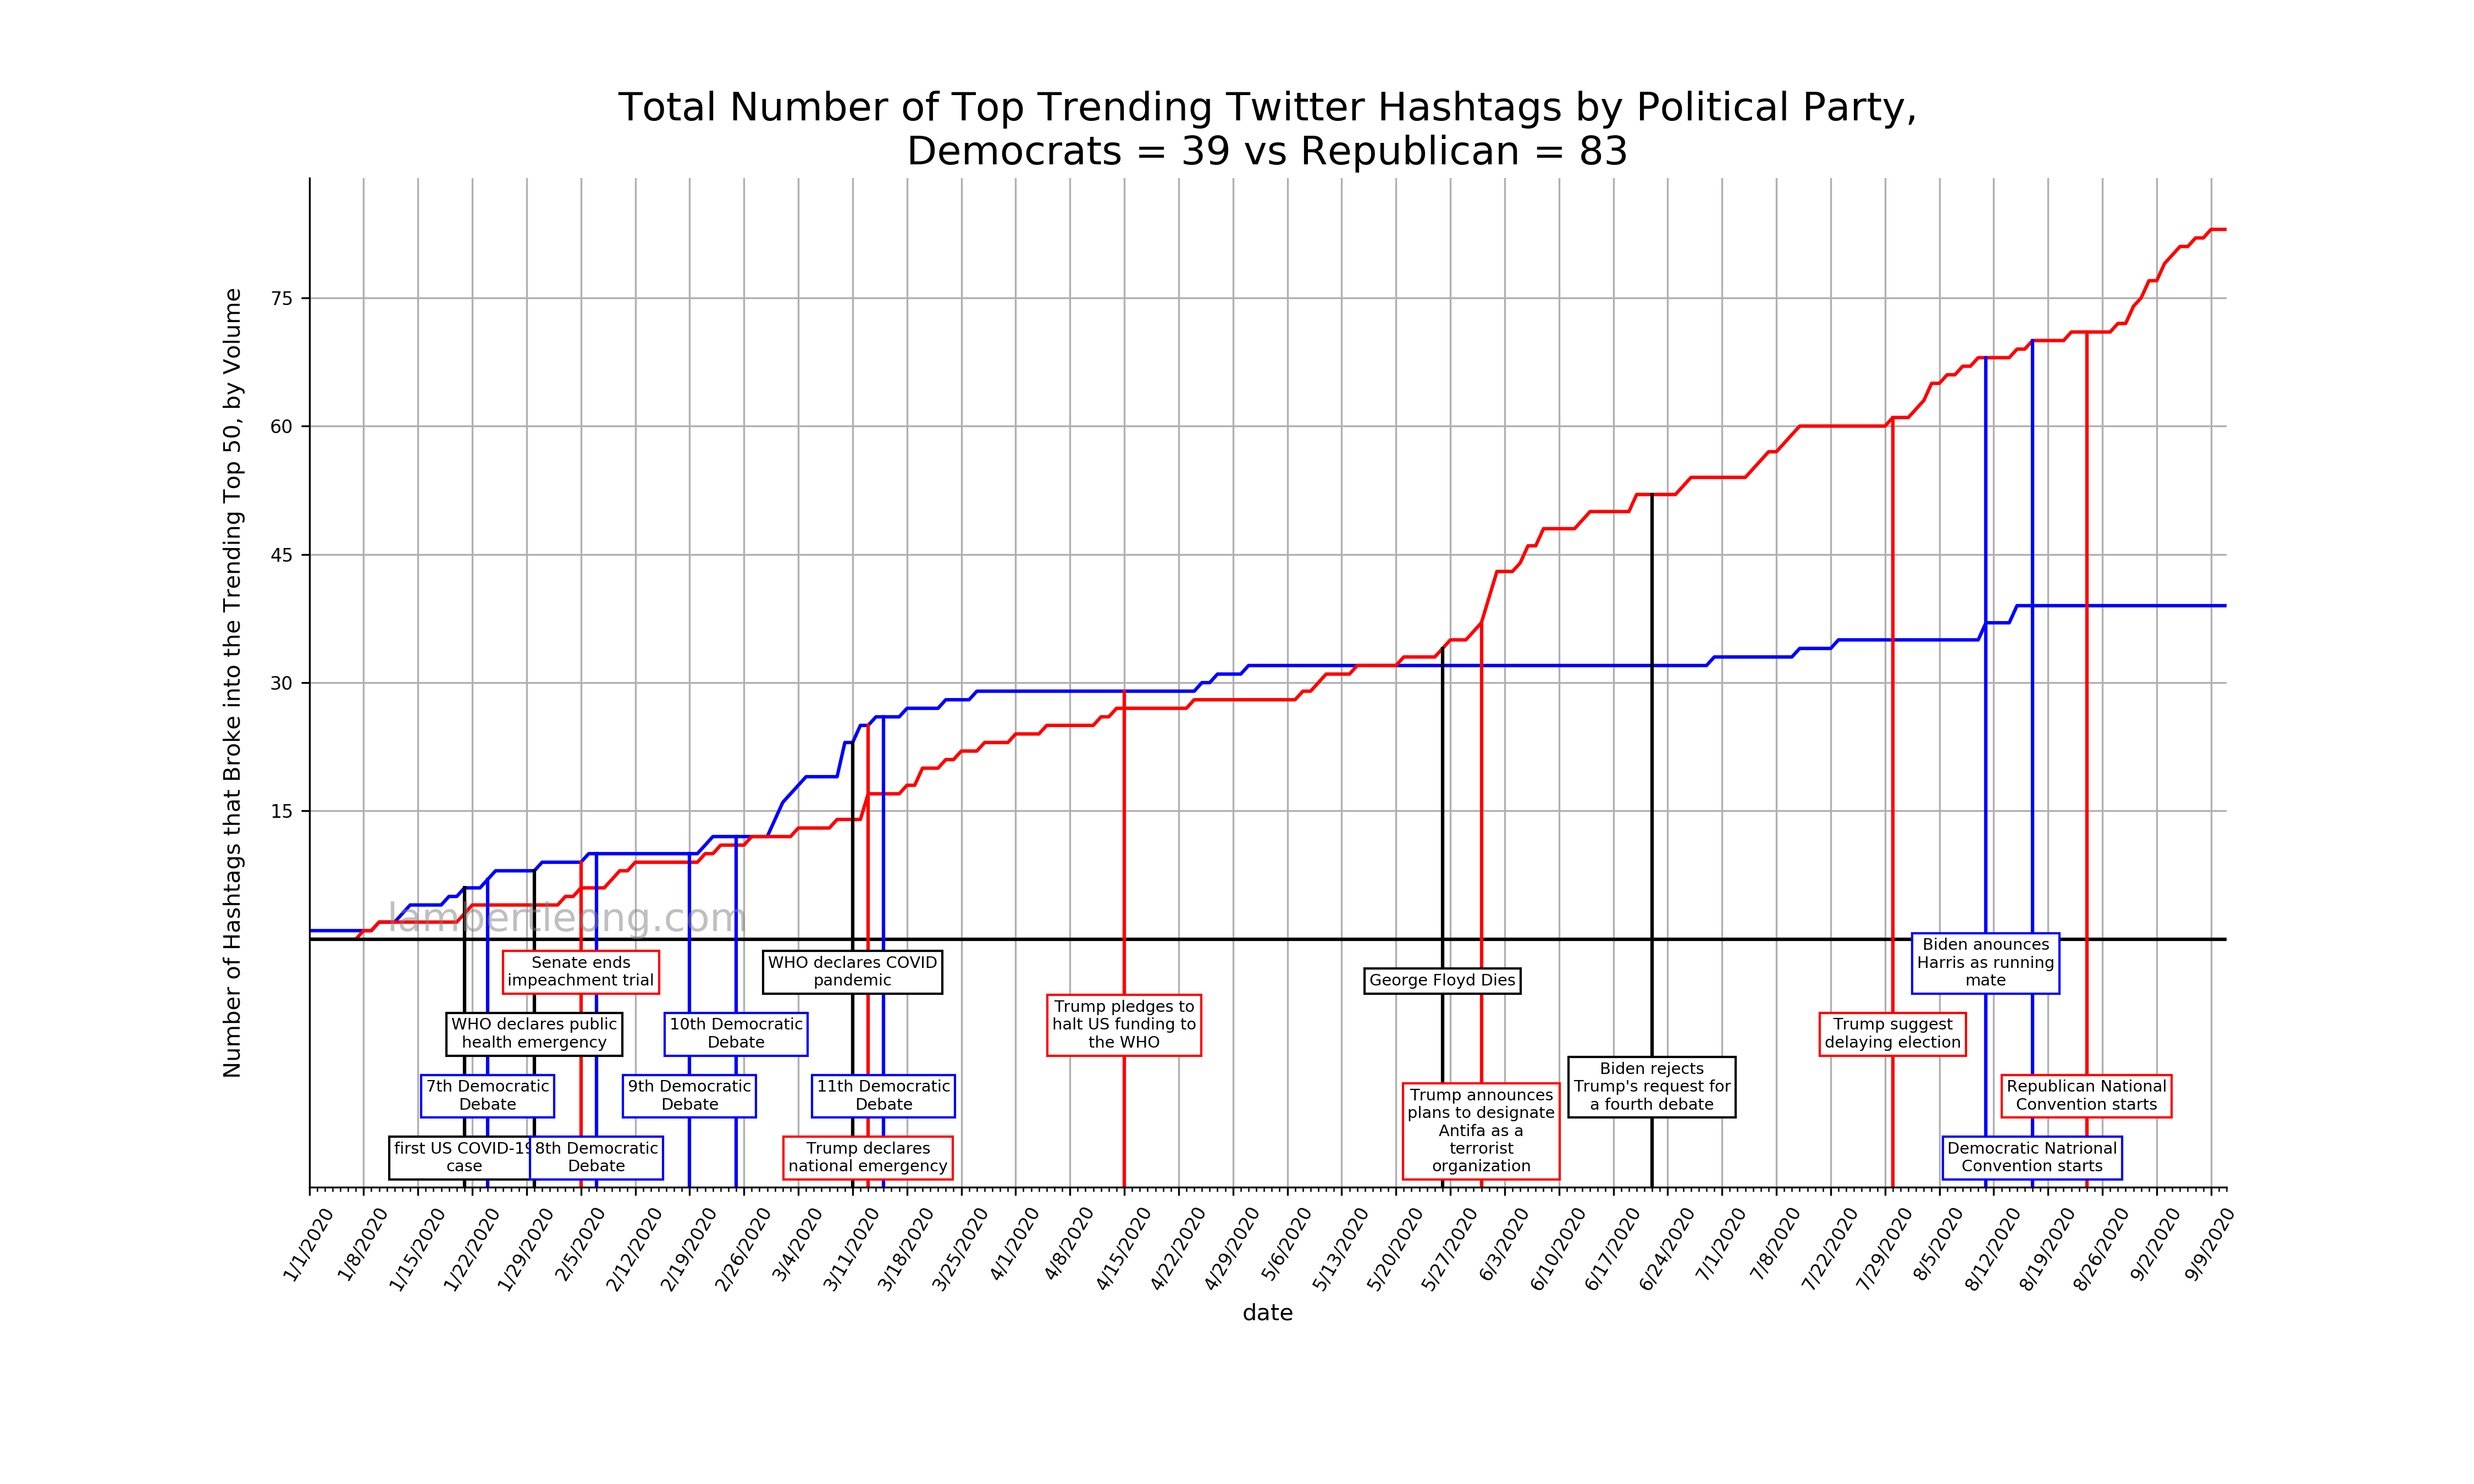 Total Number of Top Trending Twitter Hashtags by Political Party,
Democrats = 39 vs Republican = 83
Number of Hashtags that Broke into the Trending Top 50, by Volume
75
60
45
30
15
lambertleong.com
Senate ends
impeachment trial
WHO declares COVID
pandemic
George Floyd Dies
Biden anounces
Harris as running
mate
WHO declares public
health emergency
10th Democratic
Debate
Trump pledges to
halt US funding to
the WHO
Trump suggest
delaying election
7th Democratic
Debate
9th Democratic
Debate
11th Democratic
Debate
Trump announces
plans to designate
Antifa as a
terrorist
organization
Biden rejects
Trump's request for
a fourth debate
Republican National
Convention starts
first US COVID-19
case
8th Democratic
Debate
Trump declares
national emergency
Democratic Natrional
Convention starts
1/1/2020
1/8/2020
1/15/2020
1/22/2020
1/29/2020
2/5/2020
2/12/2020
2/19/2020
2/26/2020
3/4/2020
3/11/2020
3/18/2020
3/25/2020
4/1/2020
4/8/2020
4/15/2020
4/22/2020
4/29/2020
5/6/2020
5/13/2020
5/20/2020
5/27/2020
6/3/2020
6/10/2020
6/17/2020
6/24/2020
7/1/2020
7/8/2020
7/22/2020
7/29/2020
8/5/2020
8/12/2020
8/19/2020
8/26/2020
9/2/2020
9/9/2020
date